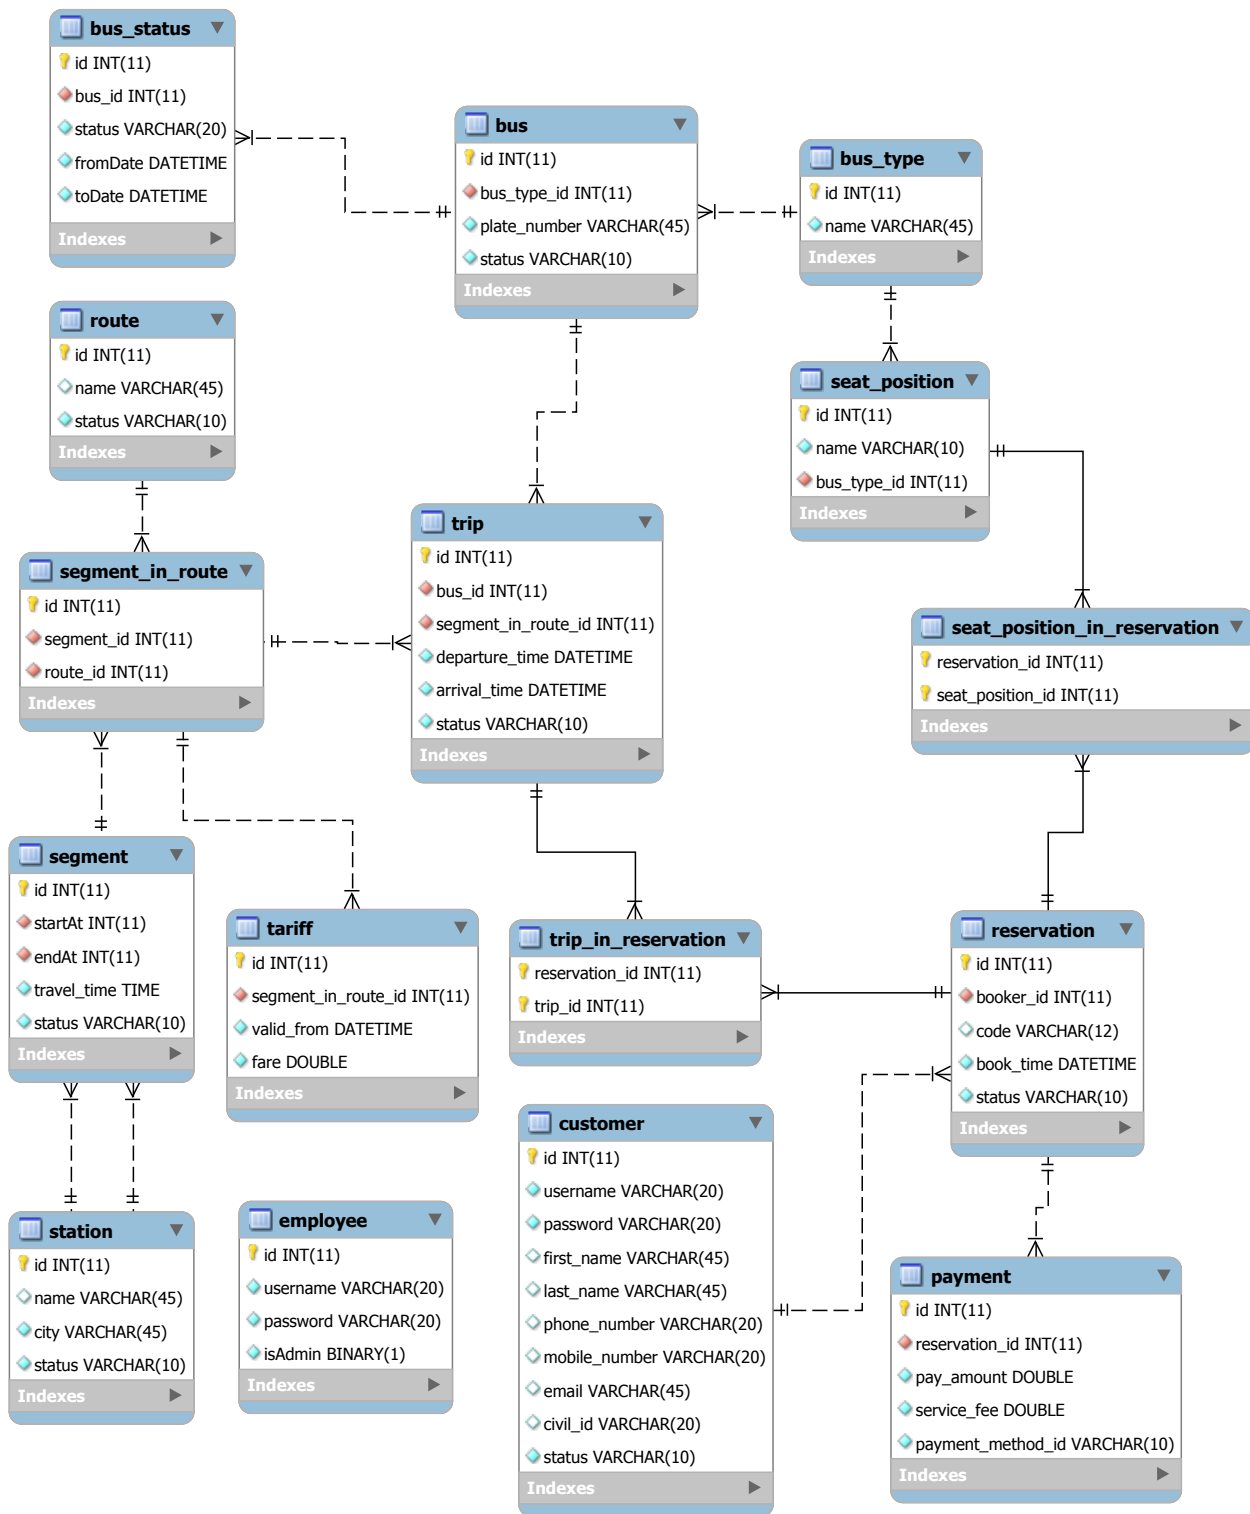 bus_status
id INT(11)
bus_id INT(11)
status VARCHAR(20)
fromDate DATETIME
toDate DATETIME
Indexes
bus
id INT(11)
bus_type_id INT(11)
plate_number VARCHAR(45)
status VARCHAR(10)
Indexes
bus_type
id INT(11)
name VARCHAR(45)
Indexes
route
id INT(11)
name VARCHAR(45)
status VARCHAR(10)
Indexes
seat_position
id INT(11)
name VARCHAR(10)
bus_type_id INT(11)
Indexes
segment_in_route
id INT(11)
segment_id INT(11)
route_id INT(11)
Indexes
trip
id INT(11)
bus_id INT(11)
segment_in_route_id INT(11)
departure_time DATETIME
arrival_time DATETIME
status VARCHAR(10)
Indexes
seat_position_in_reservation
reservation_id INT(11)
seat_position_id INT(11)
Indexes
segment
id INT(11)
startAt INT(11)
endAt INT(11)
travel_time TIME
status VARCHAR(10)
Indexes
tariff
id INT(11)
segment_in_route_id INT(11)
valid_from DATETIME
fare DOUBLE
Indexes
trip_in_reservation
reservation_id INT(11)
trip_id INT(11)
Indexes
reservation
id INT(11)
booker_id INT(11)
code VARCHAR(12)
book_time DATETIME
status VARCHAR(10)
Indexes
station
id INT(11)
name VARCHAR(45)
city VARCHAR(45)
status VARCHAR(10)
Indexes
employee
id INT(11)
username VARCHAR(20)
password VARCHAR(20)
isAdmin BINARY(1)
Indexes
customer
id INT(11)
username VARCHAR(20)
password VARCHAR(20)
first_name VARCHAR(45)
last_name VARCHAR(45)
phone_number VARCHAR(20)
mobile_number VARCHAR(20)
email VARCHAR(45)
civil_id VARCHAR(20)
status VARCHAR(10)
Indexes
payment
id INT(11)
reservation_id INT(11)
pay_amount DOUBLE
service_fee DOUBLE
payment_method_id VARCHAR(10)
Indexes